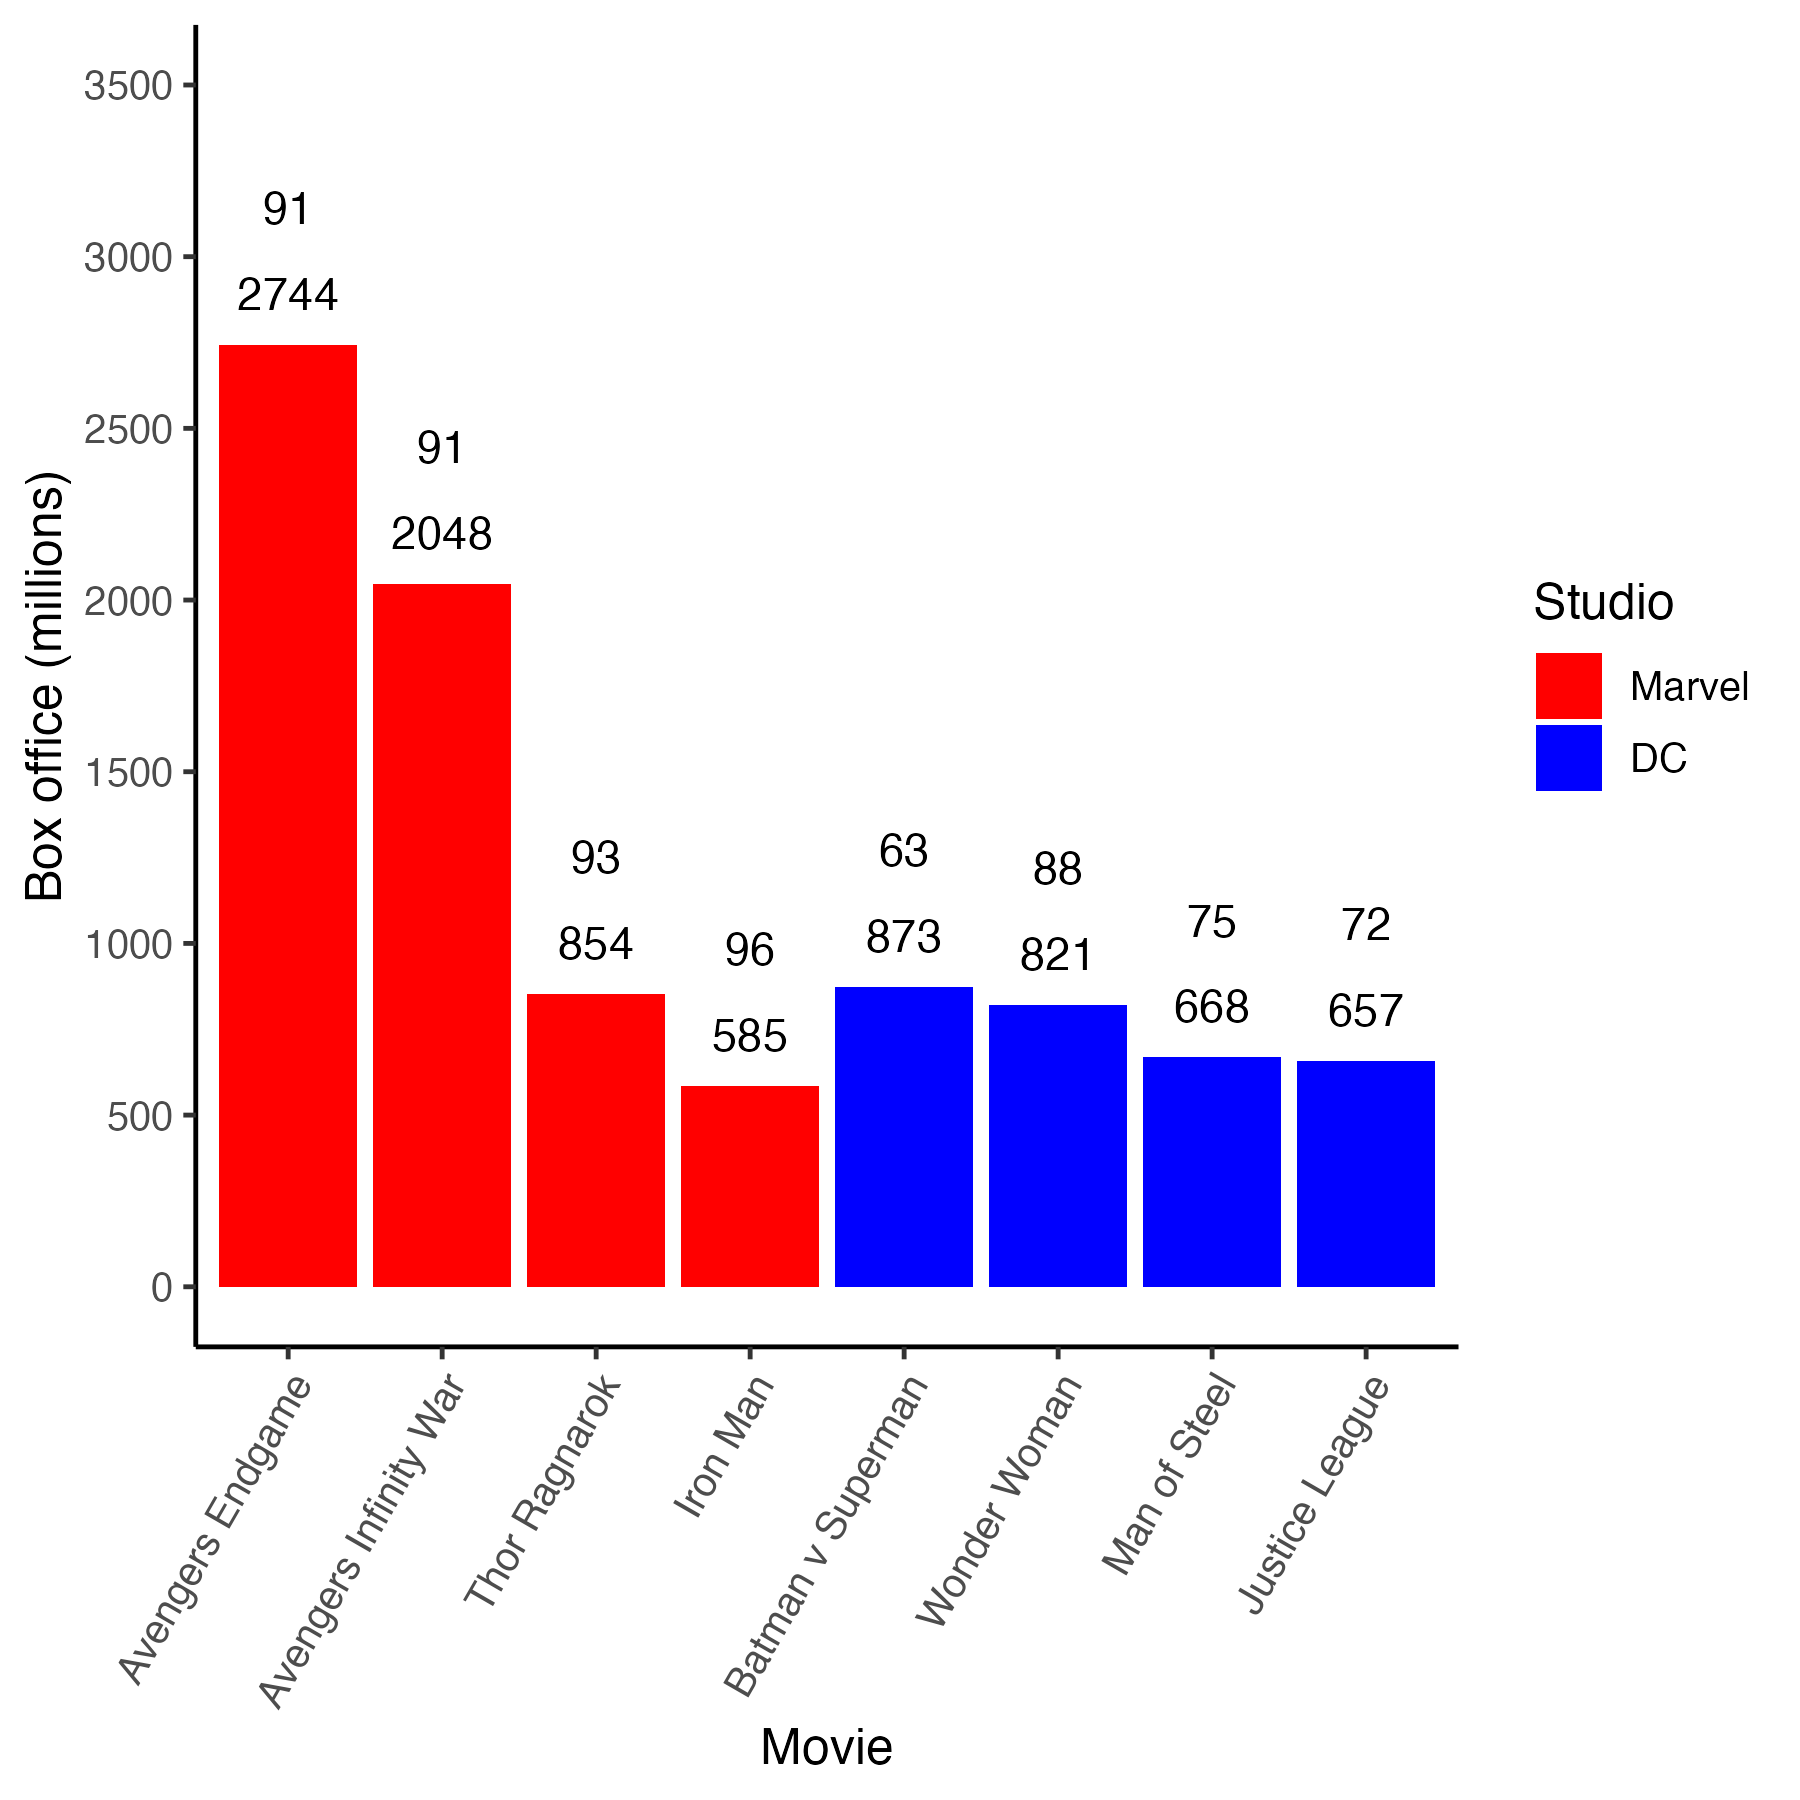 3500
3000
2500
2000
1500
1000
500
0
Box office (millions)
91
2744
91
2048
93
854
96
585
63
873
88
821
75
668
72
657
Avengers Endgame
Avengers Infinity War
Thor Ragnarok
Iron Man
Batman v Superman
Wonder Woman
Man of Steel
Justice League
Movie
Studio
Marvel
DC